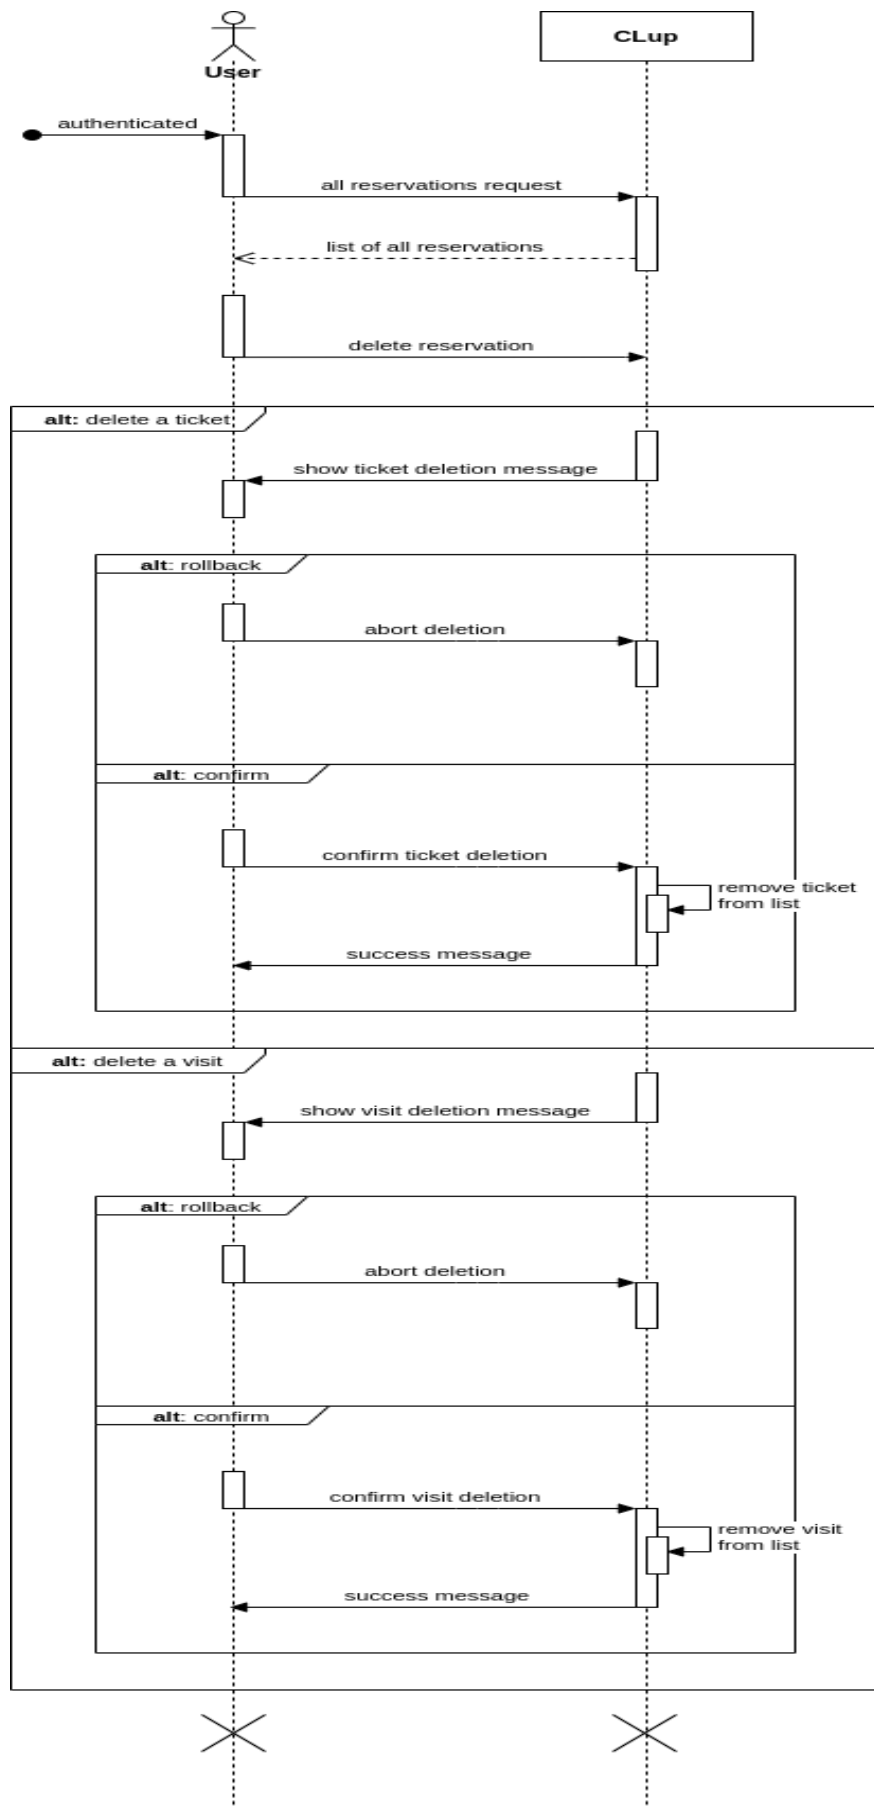 User
CLup
authenticated
all reservations request
list of all reservations
delete reservation
alt: delete a ticket
show ticket deletion message
alt: rollback
abort deletion
alt: confirm
confirm ticket deletion
remove ticket
from list
success message
alt: delete a visit
show visit deletion message
alt: rollback
abort deletion
alt: confirm
confirm visit deletion
remove visit
from list
success message